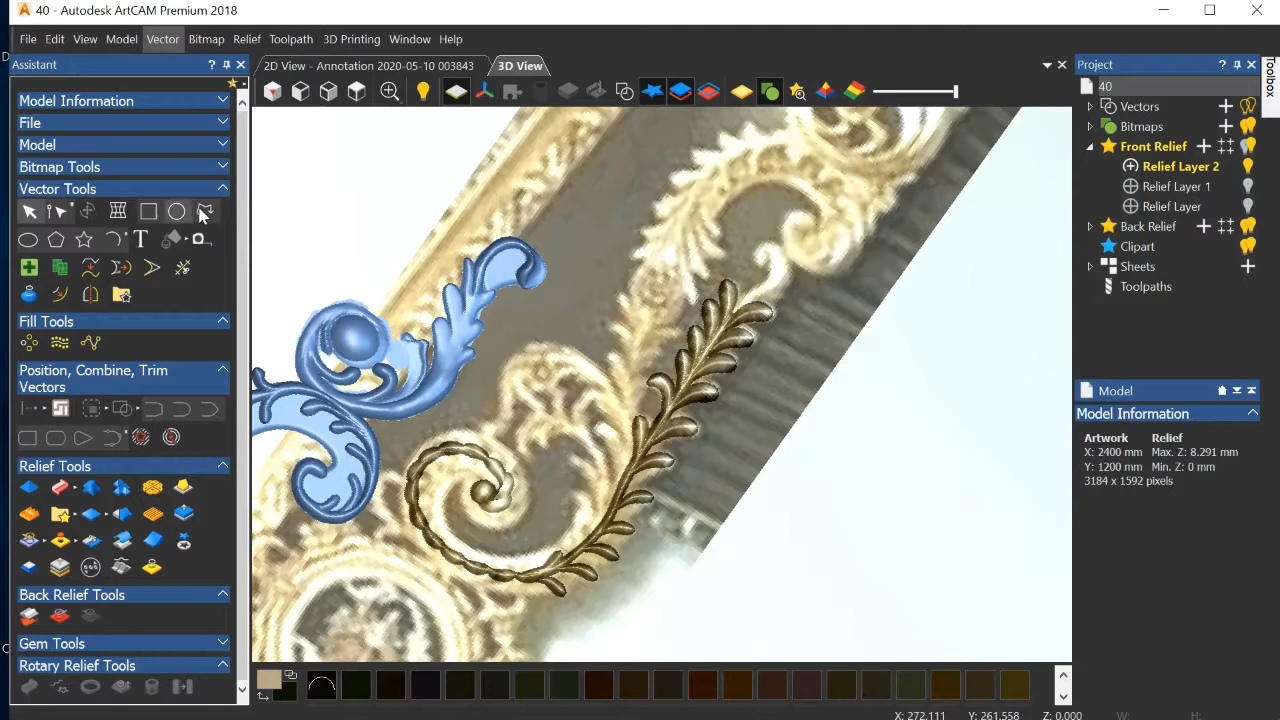 40 - Autodesk ArtCAM Premium 2018
File Edit View Model Vector Bitmap Relief Toolpath 3D Printing Window Help
Assistant ?
2D View - Annotation 2020-05-10 003843
3D View
Project ?
Toolbox
Model Information
File
Model
Bitmap Tools
Vector Tools
T
Fill Tools
Position, Combine, Trim
Vectors
Relief Tools
Back Relief Tools
Gem Tools
Rotary Relief Tools
40
Vectors
Bitmaps
Front Relief
Relief Layer 2
Relief Layer 1
Relief Layer
Back Relief
Clipart
Sheets
Toolpaths
Model
Model Information
Artwork Relief
X: 2400 mm Max. Z: 8.291 mm
Y: 1200 mm Min. Z: 0 mm
3184 x 1592 pixels
X: 272.111 Y: 261.558 Z: 0.000 W: H: